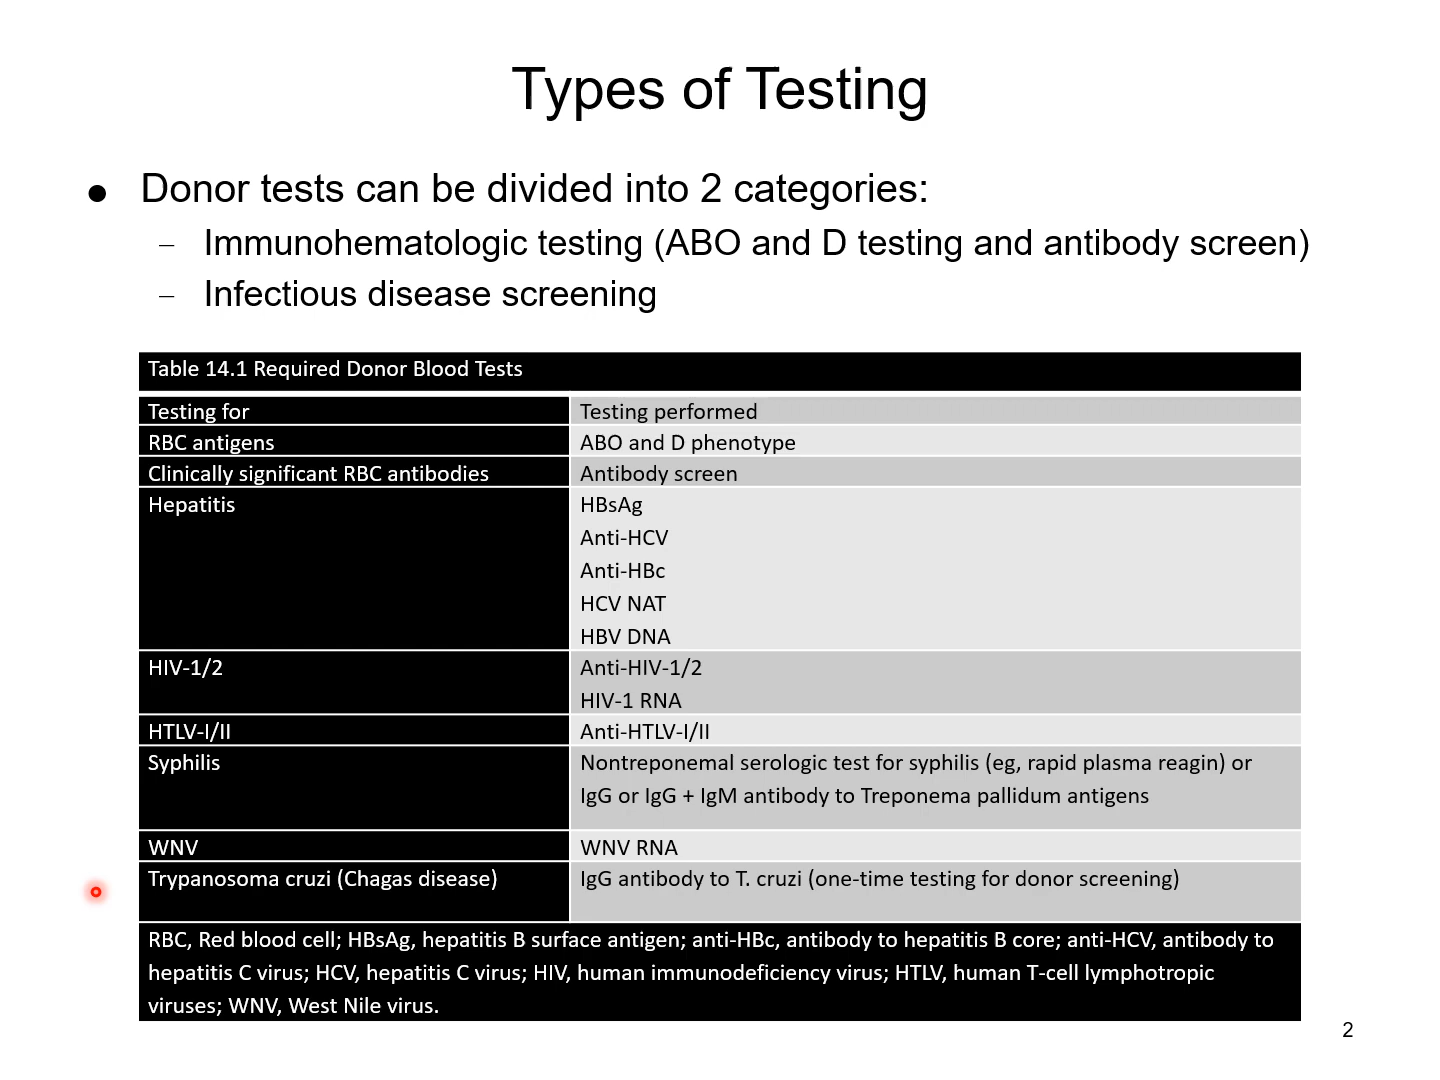 Types of Testing
● Donor tests can be divided into 2 categories:
– Immunohematologic testing (ABO and D testing and antibody screen)
– Infectious disease screening
Table 14.1 Required Donor Blood Tests
Testing for Testing performed
RBC antigens ABO and D phenotype
Clinically significant RBC antibodies Antibody screen
Hepatitis HBsAg
Anti-HCV
Anti-HBc
HCV NAT
HBV DNA
HIV-1/2 Anti-HIV-1/2
HIV-1 RNA
HTLV-I/II Anti-HTLV-I/II
Syphilis Nontreponemal serologic test for syphilis (eg, rapid plasma reagin) or
IgG or IgG + IgM antibody to Treponema pallidum antigens
WNV WNV RNA
Trypanosoma cruzi (Chagas disease) IgG antibody to T. cruzi (one-time testing for donor screening)
RBC, Red blood cell; HBsAg, hepatitis B surface antigen; anti-HBc, antibody to hepatitis B core; anti-HCV, antibody to
hepatitis C virus; HCV, hepatitis C virus; HIV, human immunodeficiency virus; HTLV, human T-cell lymphotropic
viruses; WNV, West Nile virus.
2